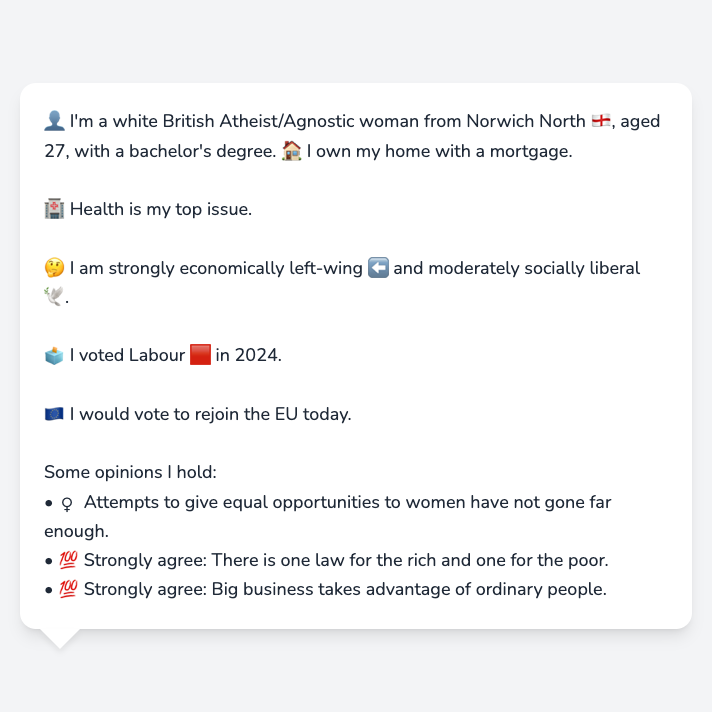 👤 I'm a white British Atheist/Agnostic woman from Norwich North 🏴󠁧󠁢󠁥󠁮󠁧󠁿, aged
27, with a bachelor's degree. 🏠 I own my home with a mortgage.
🏥 Health is my top issue.
🤔 I am strongly economically left-wing ⬅️ and moderately socially liberal
🕊️.
🗳️ I voted Labour 🟥 in 2024.
🇪🇺 I would vote to rejoin the EU today.
Some opinions I hold:
• ♀ Attempts to give equal opportunities to women have not gone far
enough.
• 💯 Strongly agree: There is one law for the rich and one for the poor.
• 💯 Strongly agree: Big business takes advantage of ordinary people.